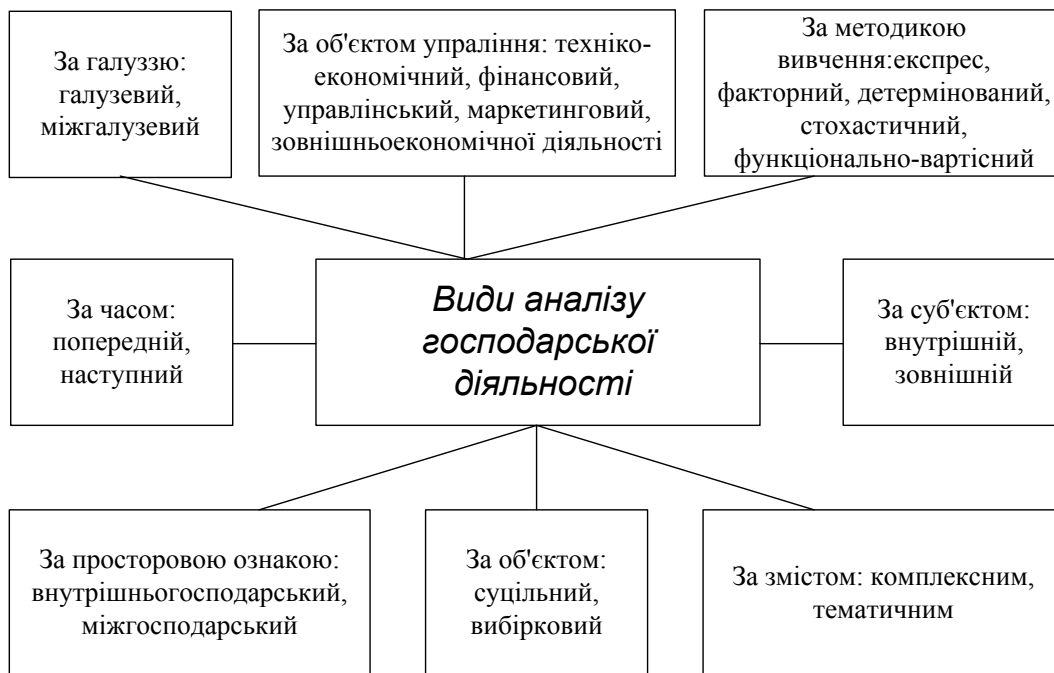 За галуззю:
галузевий,
міжгалузевий
За об'єктом упраління: техніко-
економічний, фінансовий,
управлінський, маркетинговий,
зовнішньоекономічної діяльності
За методикою
вивчення:експрес,
факторний, детермінований,
стохастичний,
функціонально-вартісний
За часом:
попередній,
наступний
Види аналізу
господарської
діяльності
За суб'єктом:
внутрішній,
зовнішній
За просторовою ознакою:
внутрішньогосподарський,
міжгосподарський
За об'єктом:
суцільний,
вибірковий
За змістом: комплексним,
тематичним